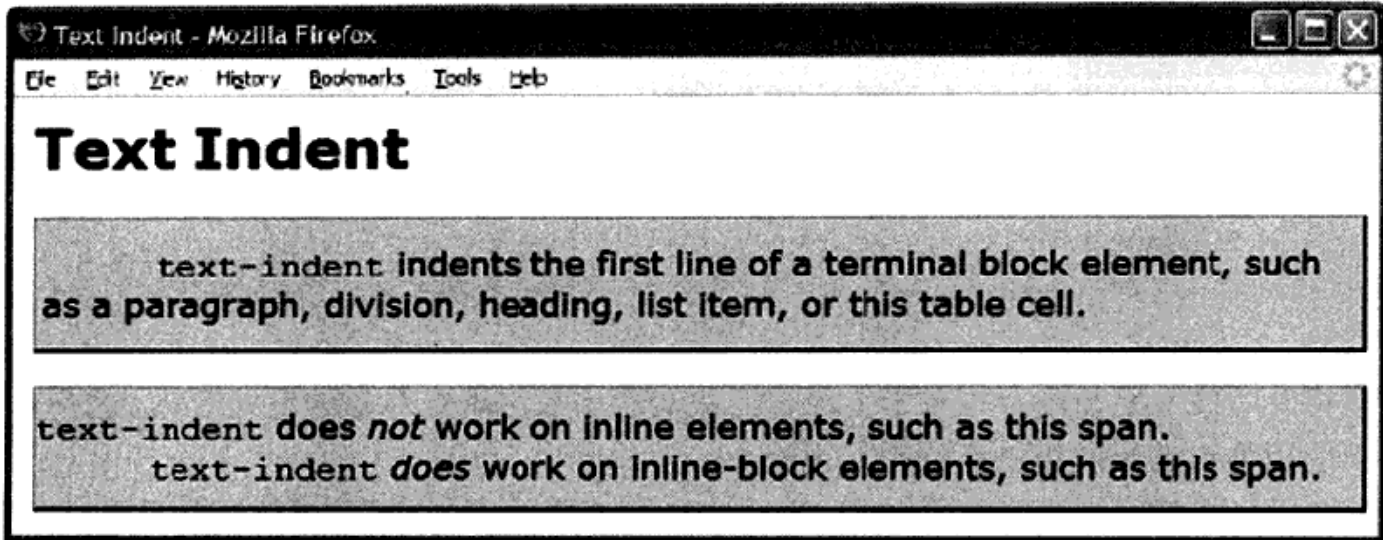 Text Indent - Mozilla Firefox
File Edit View History Bookmarks Tools Help
Text Indent
text-indent indents the first line of a terminal block element, such
as a paragraph, division, heading, list item, or this table cell.
text-indent does not work on inline elements, such as this span.
text-indent does work on inline-block elements, such as this span.